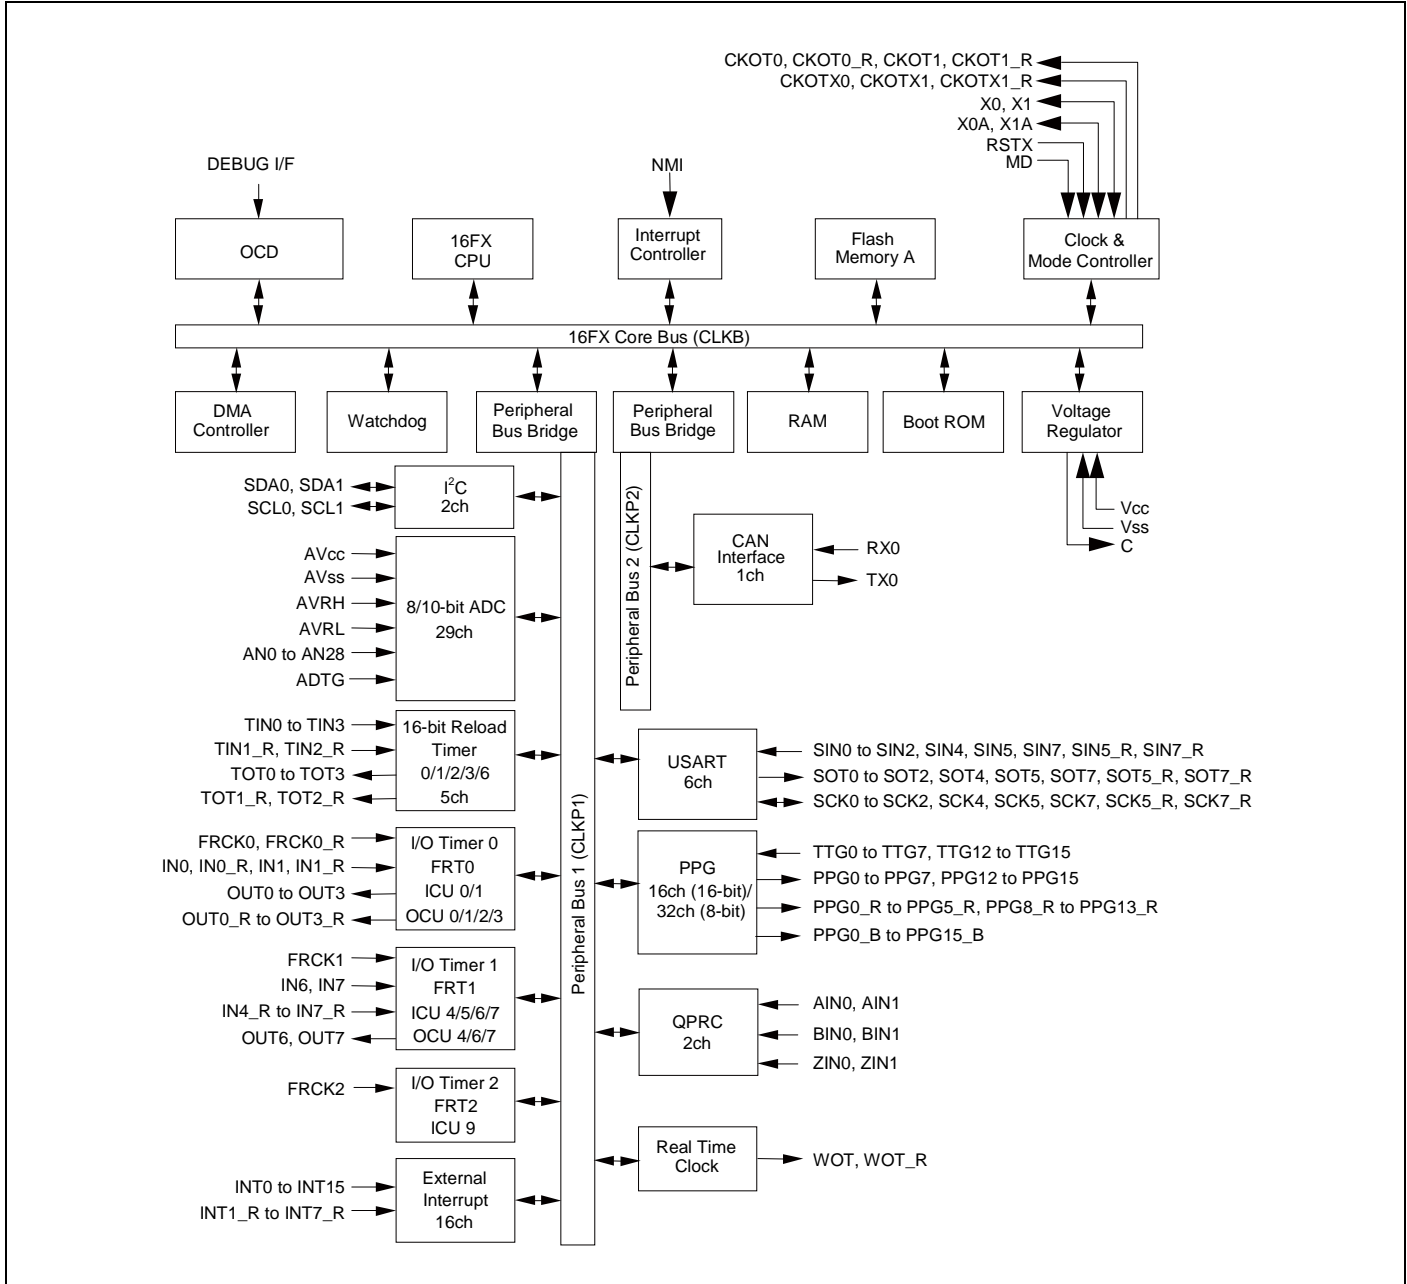 CKOT0, CKOT0_R, CKOT1, CKOT1_R
CKOTX0, CKOTX1, CKOTX1_R
X0, X1
X0A, X1A
RSTX
MD
DEBUG I/F
NMI
OCD
16FX
CPU
Interrupt
Controller
Flash
Memory A
Clock &
Mode Controller
16FX Core Bus (CLKB)
DMA
Controller
Watchdog
Peripheral
Bus Bridge
Peripheral
Bus Bridge
RAM
Boot ROM
Voltage
Regulator
Vcc
Vss
C
SDA0, SDA1
SCL0, SCL1
I²C
2ch
Peripheral Bus 2 (CLKP2)
CAN
Interface
1ch
RX0
TX0
AVcc
AVss
AVRH
AVRL
AN0 to AN28
ADTG
8/10-bit ADC
29ch
TIN0 to TIN3
TIN1_R, TIN2_R
TOT0 to TOT3
TOT1_R, TOT2_R
16-bit Reload
Timer
0/1/2/3/6
5ch
Peripheral Bus 1 (CLKP1)
USART
6ch
SIN0 to SIN2, SIN4, SIN5, SIN7, SIN5_R, SIN7_R
SOT0 to SOT2, SOT4, SOT5, SOT7, SOT5_R, SOT7_R
SCK0 to SCK2, SCK4, SCK5, SCK7, SCK5_R, SCK7_R
FRCK0, FRCK0_R
IN0, IN0_R, IN1, IN1_R
OUT0 to OUT3
OUT0_R to OUT3_R
I/O Timer 0
FRT0
ICU 0/1
OCU 0/1/2/3
PPG
16ch (16-bit)/
32ch (8-bit)
TTG0 to TTG7, TTG12 to TTG15
PPG0 to PPG7, PPG12 to PPG15
PPG0_R to PPG5_R, PPG8_R to PPG13_R
PPG0_B to PPG15_B
FRCK1
IN6, IN7
IN4_R to IN7_R
OUT6, OUT7
I/O Timer 1
FRT1
ICU 4/5/6/7
OCU 4/6/7
QPRC
2ch
AIN0, AIN1
BIN0, BIN1
ZIN0, ZIN1
FRCK2
I/O Timer 2
FRT2
ICU 9
Real Time
Clock
WOT, WOT_R
INT0 to INT15
INT1_R to INT7_R
External
Interrupt
16ch